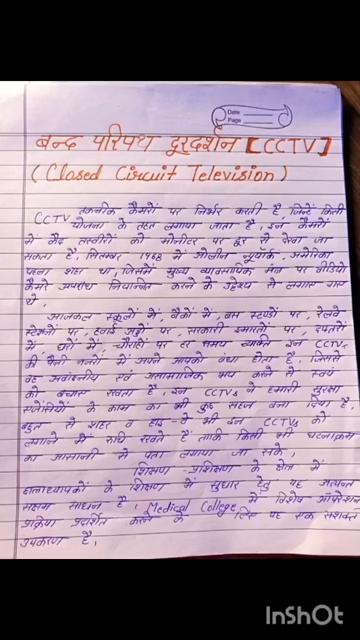 Date
Page
बन्द परिपथ दूरदर्शन [CCTV]
(Closed Circuit Television)
CCTV तकनीक कैमरों पर निर्भर करती है, जिन्हें किसी
योजना के तहत लगाया जाता है, इन कैमरों
में कैद तस्वीरों को मोनीटर पर दूर से देखा जा
सकता है, सितम्बर 1968 में ओलीन न्यूयॉर्क, अमेरिका
पहला शहर था, जिसमें मुख्य व्यावसायिक मार्ग पर वीडियो
कैमरे अपराध नियन्त्रित करने के उद्देश्य से लगाए गए
थे
आजकल स्कूलों में, बैंकों में, बस स्टैण्डों पर, रेलवे
स्टेशनों पर, हवाई अड्डों पर, सरकारी इमारतों पर, दफ्तरों
में घरों में, चौराहों पर हर समय व्यक्ति इन CCTVs
की पैनी नजरों में अपने आपको बंधा होता है, जिससे
वह अवांछनीय एवं असामाजिक कार्य करने से स्वयं
को बचाए रखता है, इन CCTVs ने हमारी सुरक्षा
एजेंसियों के काम को भी कुछ सहज बना दिया है,
बहुत से शहर व हाइ-वे भी इन CCTVs को
लगाने में रुचि रखते हैं ताकि किसी भी घटनाक्रम
का आसानी से पता लगाया जा सके,
शिक्षण - प्रशिक्षण के क्षेत्र में
छात्राध्यापकों के शिक्षण में सुधार हेतु यह अत्यन्त
सक्षम साधन है, Medical College में विशेष ऑपरेशन
प्रक्रिया प्रदर्शित करने के लिए यह एक सशक्त
उपकरण है,
InShOt